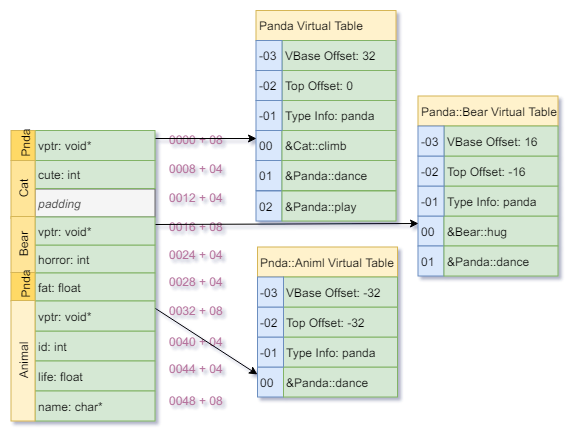 Panda Virtual Table
-03 VBase Offset: 32
-02 Top Offset: 0
-01 Type Info: panda
00 &Cat::climb
01 &Panda::dance
02 &Panda::play
Panda::Bear Virtual Table
-03 VBase Offset: 16
-02 Top Offset: -16
-01 Type Info: panda
00 &Bear::hug
01 &Panda::dance
Pnda::Animl Virtual Table
-03 VBase Offset: -32
-02 Top Offset: -32
-01 Type Info: panda
00 &Panda::dance
Pnda
vptr: void* 0000 + 08
Cat
cute: int 0008 + 04
padding 0012 + 04
Bear
vptr: void* 0016 + 08
horror: int 0024 + 04
Pnda
fat: float 0028 + 04
Animal
vptr: void* 0032 + 08
id: int 0040 + 04
life: float 0044 + 04
name: char* 0048 + 08